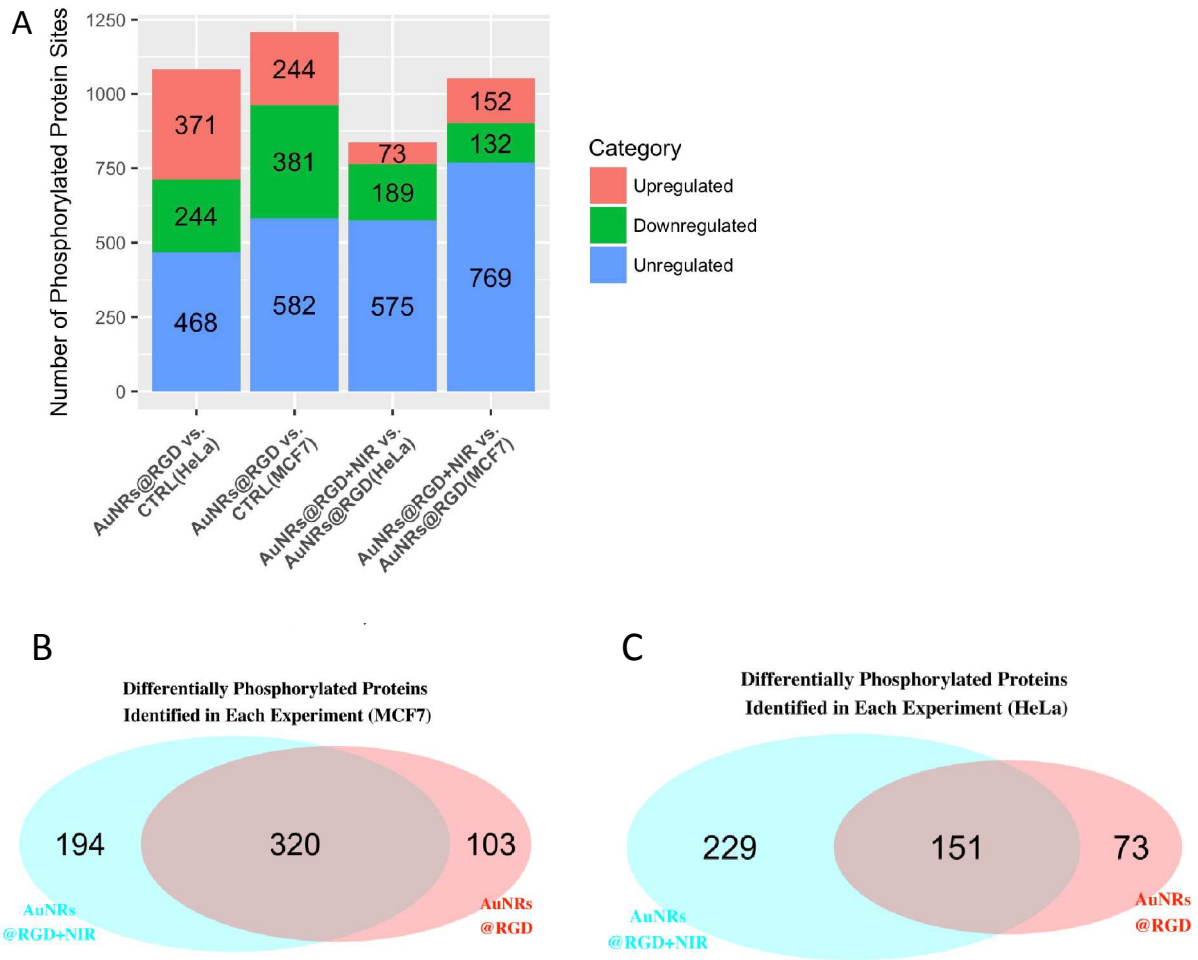 A
Number of Phosphorylated Protein Sites
1250
1000
750
500
250
0
371
244
468
244
381
582
73
189
575
152
132
769
AuNRs@RGD vs.
CTRL(HeLa)
AuNRs@RGD vs.
CTRL(MCF7)
AuNRs@RGD+NIR vs.
AuNRs@RGD(HeLa)
AuNRs@RGD+NIR vs.
AuNRs@RGD(MCF7)
Category
Upregulated
Downregulated
Unregulated
B
Differentially Phosphorylated Proteins
Identified in Each Experiment (MCF7)
194
320
103
AuNRs
@RGD+NIR
AuNRs
@RGD
C
Differentially Phosphorylated Proteins
Identified in Each Experiment (HeLa)
229
151
73
AuNRs
@RGD+NIR
AuNRs
@RGD